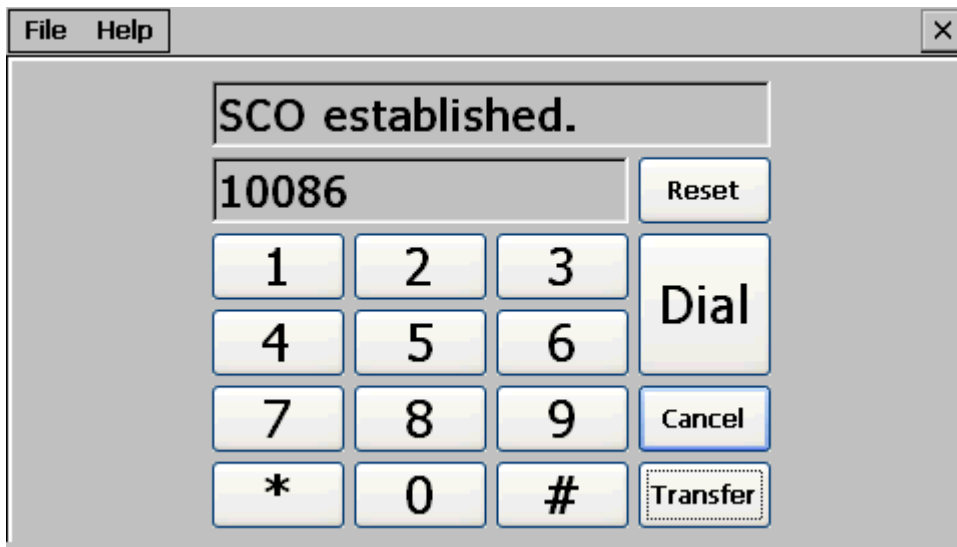 File Help ×
SCO established.
10086 Reset
1 2 3 Dial
4 5 6
7 8 9 Cancel
* 0 # Transfer